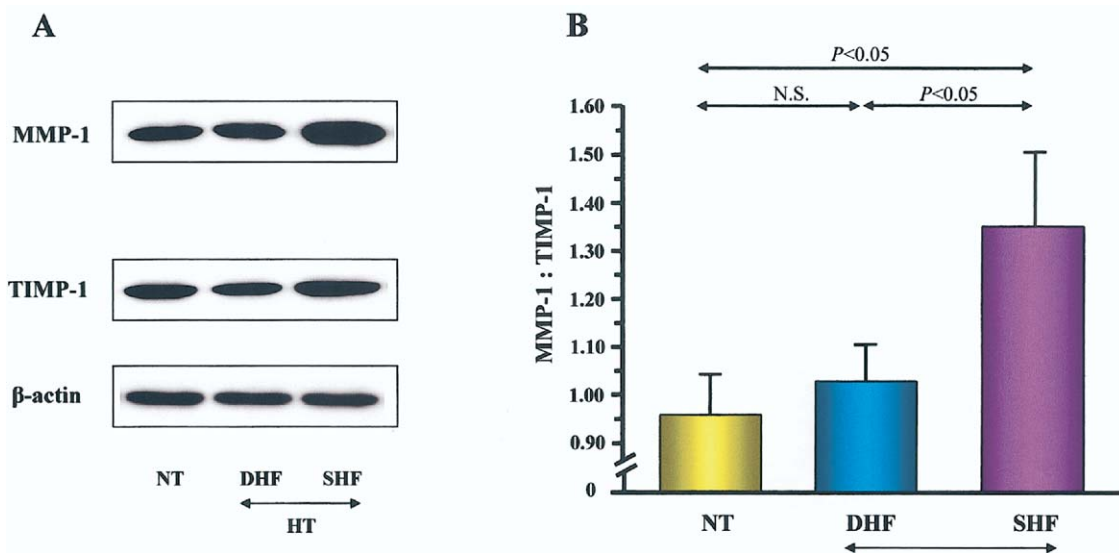 A
MMP-1
TIMP-1
β-actin
NT DHF SHF
HT
B
P<0.05
N.S. P<0.05
MMP-1 : TIMP-1
1.60
1.50
1.40
1.30
1.20
1.10
1.00
0.90
0
NT DHF SHF